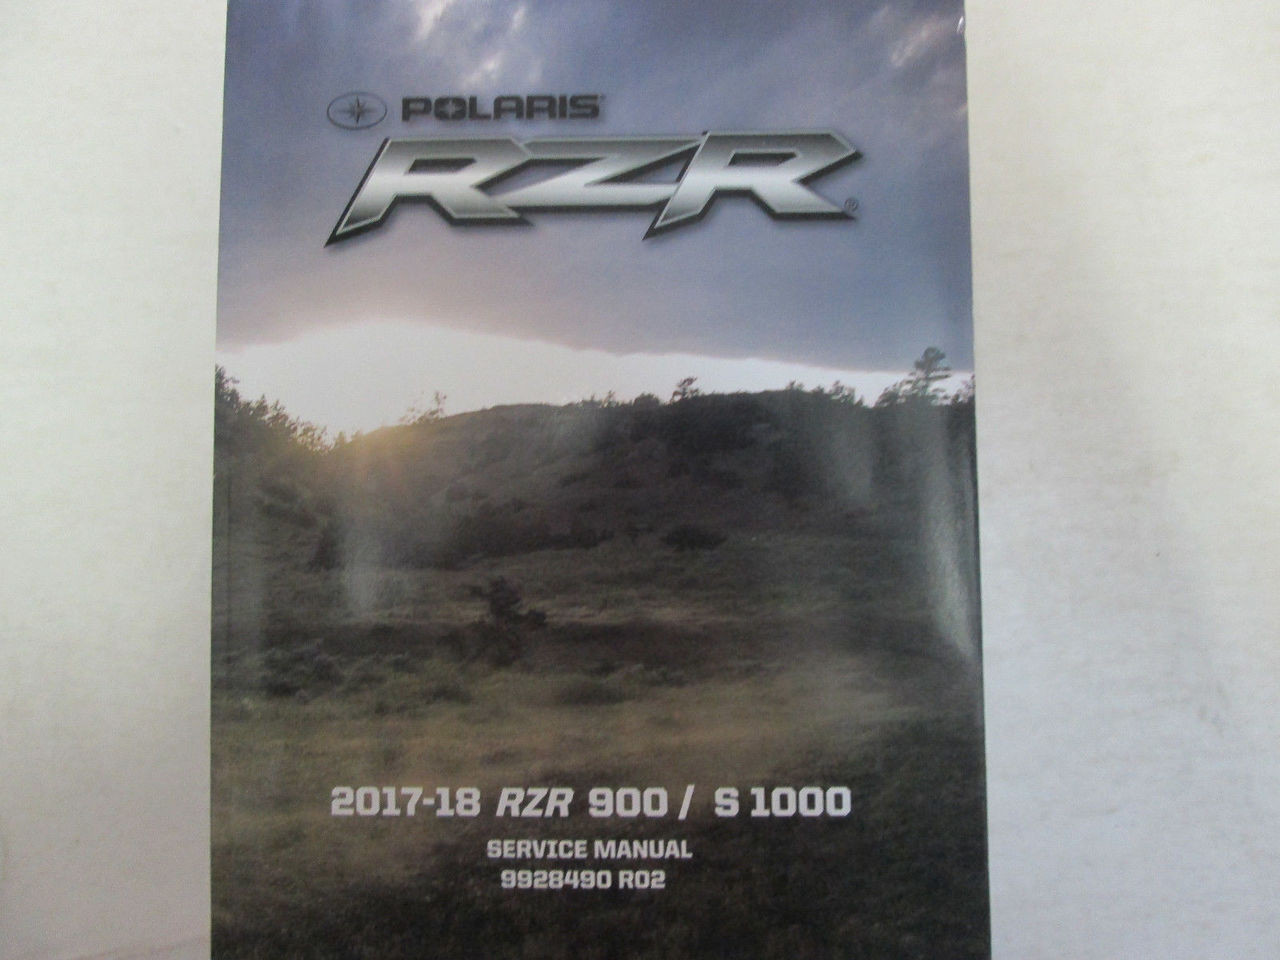 POLARIS
RZR®
2017-18 RZR 900 / S 1000
SERVICE MANUAL
9928490 R02